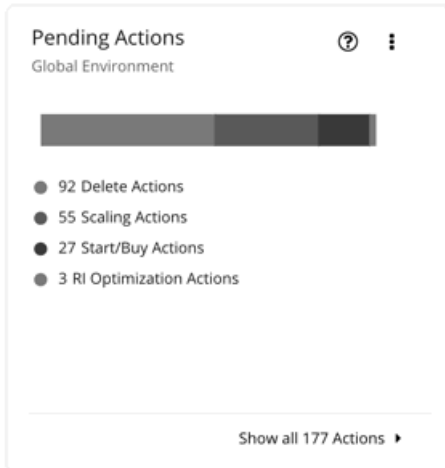 Pending Actions
Global Environment
92 Delete Actions
55 Scaling Actions
27 Start/Buy Actions
3 RI Optimization Actions
Show all 177 Actions